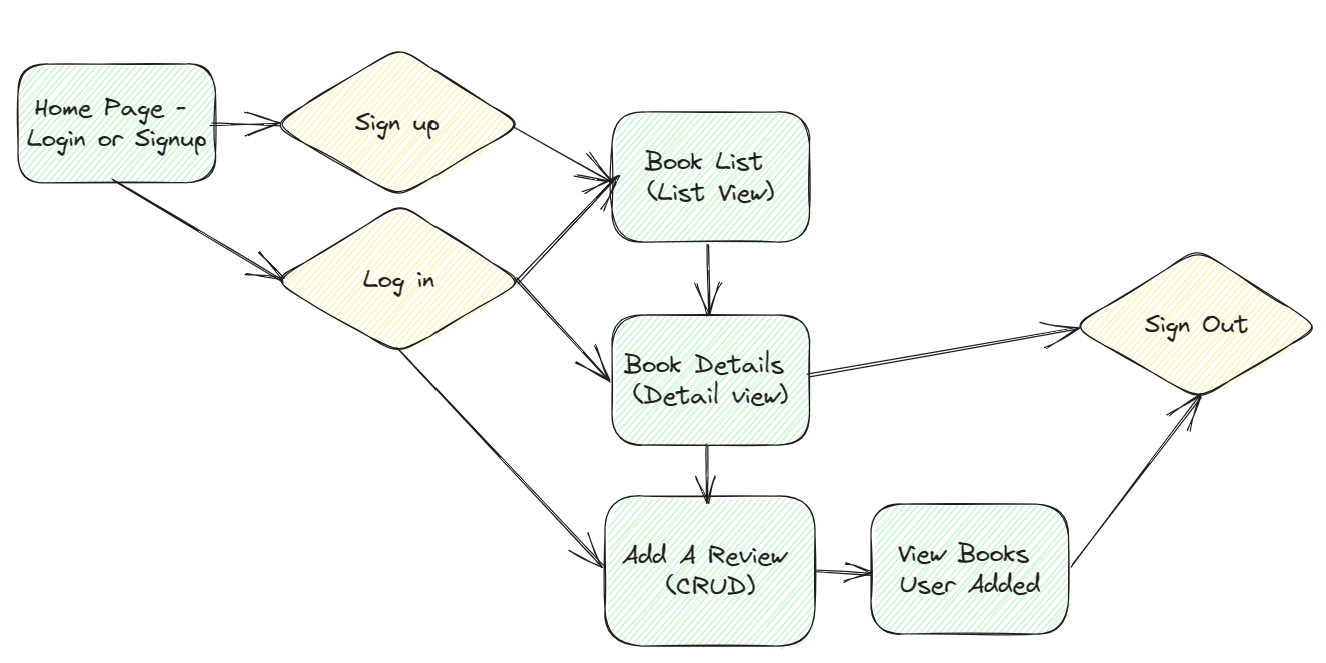 Home Page -
Login or Signup
Sign up
Log in
Book List
(List View)
Book Details
(Detail view)
Add A Review
(CRUD)
View Books
User Added
Sign Out